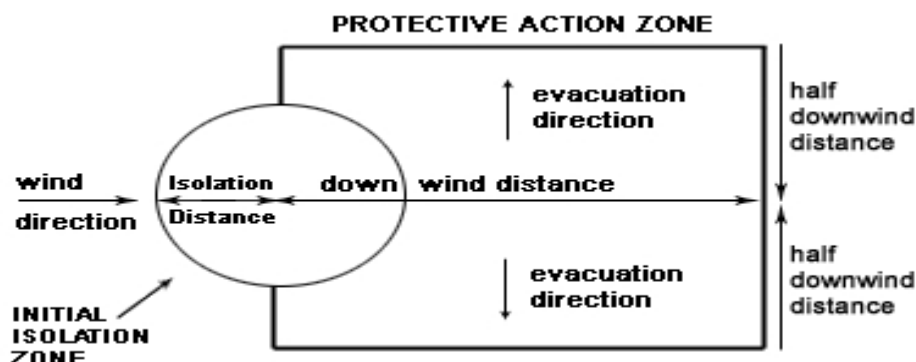 PROTECTIVE ACTION ZONE
evacuation
direction
half
downwind
distance
wind
direction
Isolation
Distance
down wind distance
evacuation
direction
half
downwind
distance
INITIAL
ISOLATION
ZONE